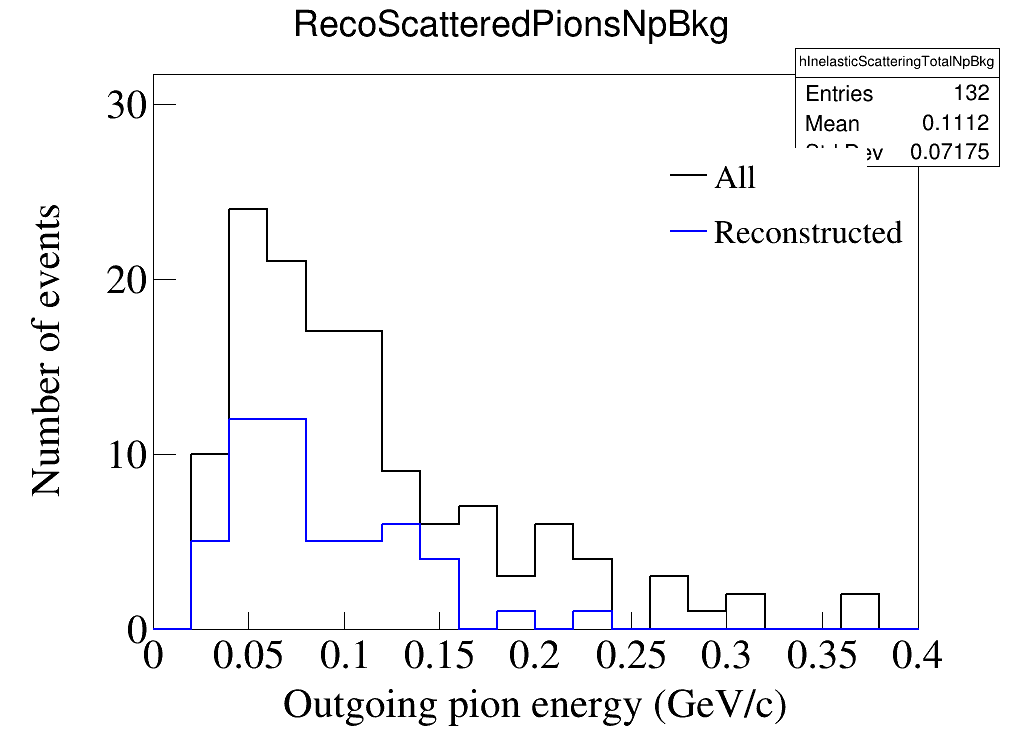 RecoScatteredPionsNpBkg
hInelasticScatteringTotalNpBkg
Entries 132
Mean 0.1112
0.07175
All
Reconstructed
30
20
10
0
Number of events
0 0.05 0.1 0.15 0.2 0.25 0.3 0.35 0.4
Outgoing pion energy (GeV/c)